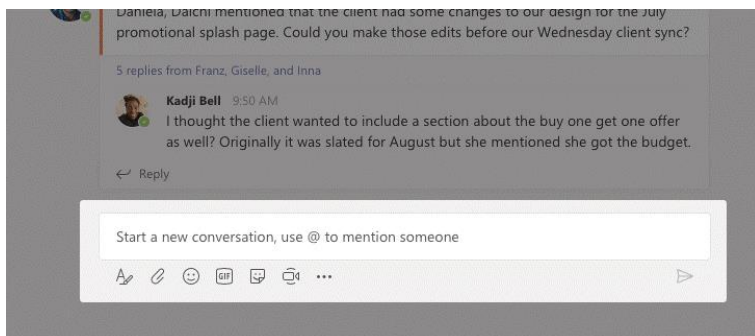 Daniela, Daichi mentioned that the client had some changes to our design for the July
promotional splash page. Could you make those edits before our Wednesday client sync?
5 replies from Franz, Giselle, and Inna
Kadji Bell 9:50 AM
I thought the client wanted to include a section about the buy one get one offer
as well? Originally it was slated for August but she mentioned she got the budget.
Reply
Start a new conversation, use @ to mention someone
GIF